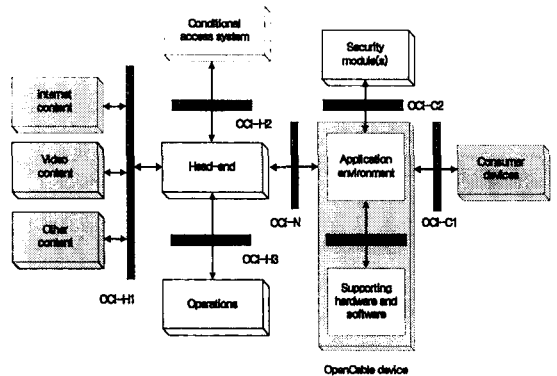 Conditional
access system
Security
module(s)
Internet
content
OCI-H2
OCI-C2
Video
content
Head-end
Application
environment
Consumer
devices
OCI-N
OCI-C1
Other
content
OCI-H3
OCI-H1
Operations
Supporting
hardware and
software
OpenCable device